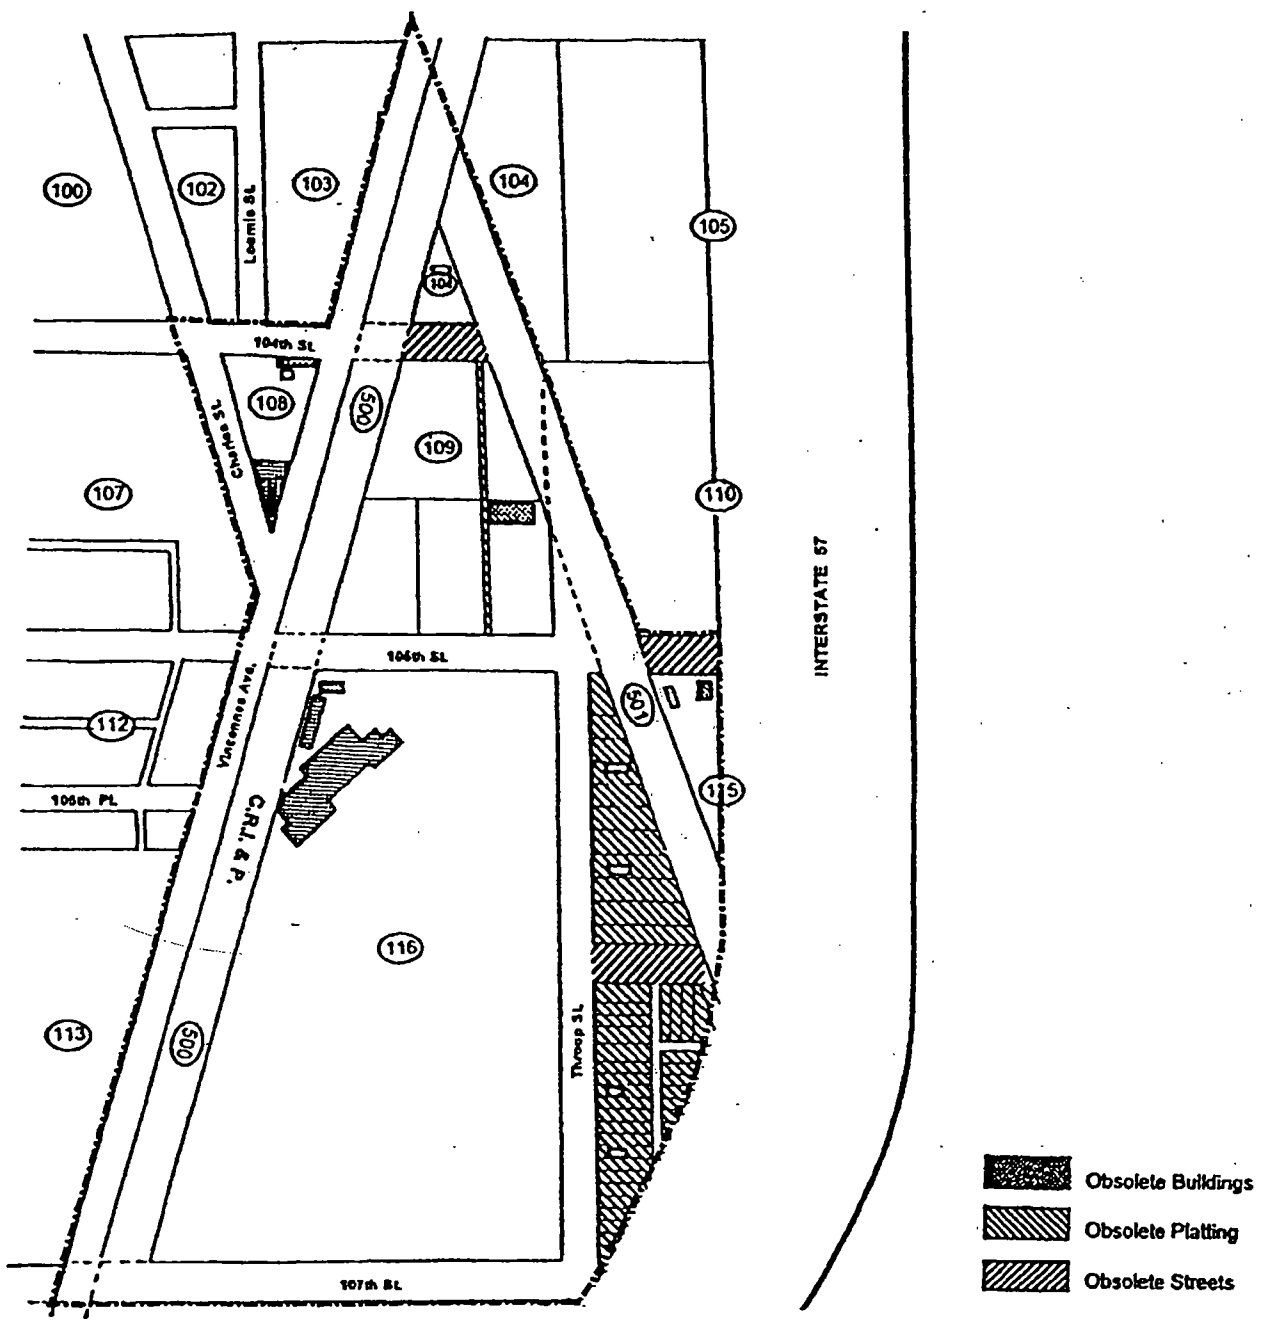 100
102
Loomis St.
103
104
105
104
104th St.
500
108
Charles St.
109
107
110
INTERSTATE 57
106th St.
Vincennes Ave.
501
112
106th PL
115
C.R.I. & P.
116
Throop St.
113
500
107th St.
Obsolete Buildings
Obsolete Platting
Obsolete Streets